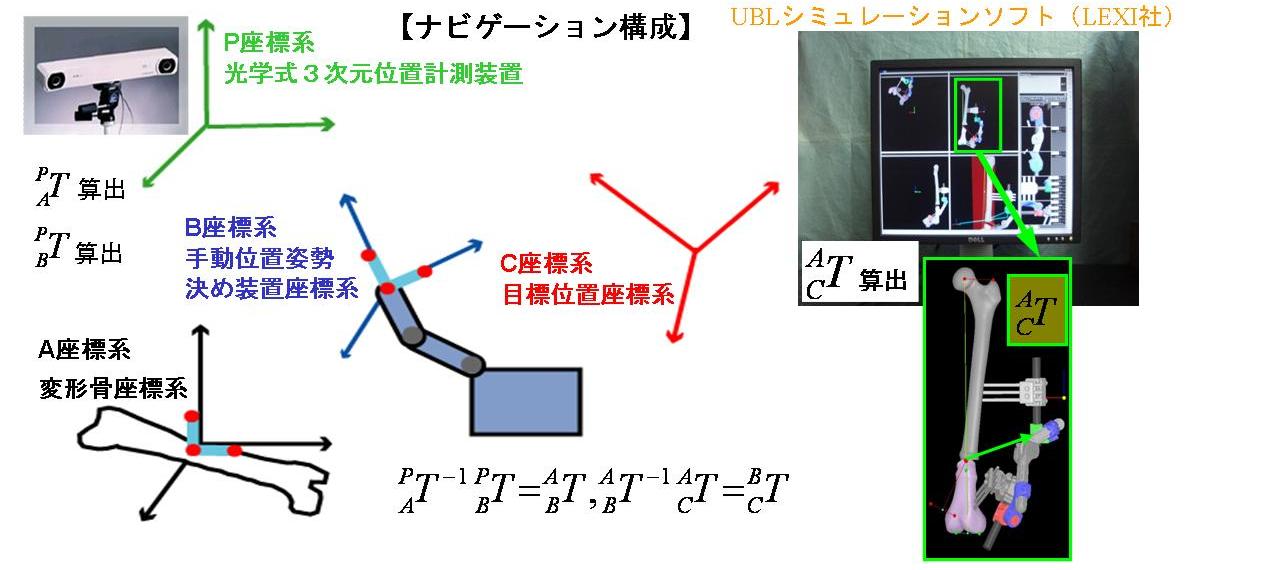 【ナビゲーション構成】
UBLシミュレーションソフト（LEXI社）
P座標系
光学式３次元位置計測装置
P A T 算出
P B T 算出
B座標系
手動位置姿勢
決め装置座標系
C座標系
目標位置座標系
A座標系
変形骨座標系
A C T 算出
A C T
DELL
P A T −1 P B T = A B T , A B T −1 A C T = B C T